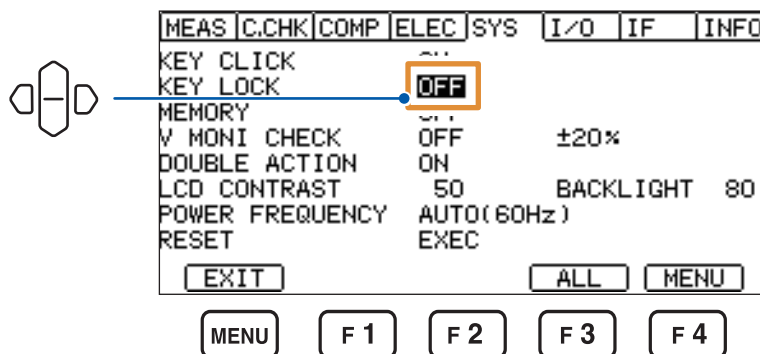 MEAS C.CHK COMP ELEC SYS I/O IF INFO
KEY CLICK
KEY LOCK OFF
MEMORY
V MONI CHECK OFF ±20%
DOUBLE ACTION ON
LCD CONTRAST 50 BACKLIGHT 80
POWER FREQUENCY AUTO(60Hz)
RESET EXEC
EXIT ALL MENU
MENU F1 F2 F3 F4